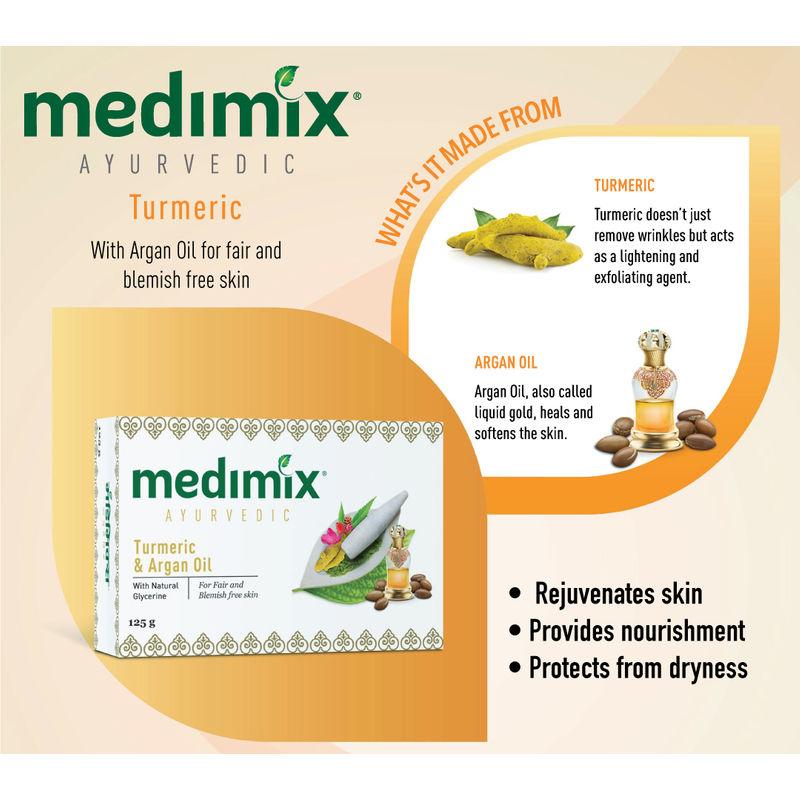 medimix®
AYURVEDIC
Turmeric
With Argan Oil for fair and
blemish free skin
WHAT'S IT MADE FROM
TURMERIC
Turmeric doesn't just
remove wrinkles but acts
as a lightening and
exfoliating agent.
ARGAN OIL
Argan Oil, also called
liquid gold, heals and
softens the skin.
medimix®
AYURVEDIC
Turmeric
& Argan Oil
With Natural
Glycerine
For Fair and
Blemish free skin
125 g
• Rejuvenates skin
• Provides nourishment
• Protects from dryness